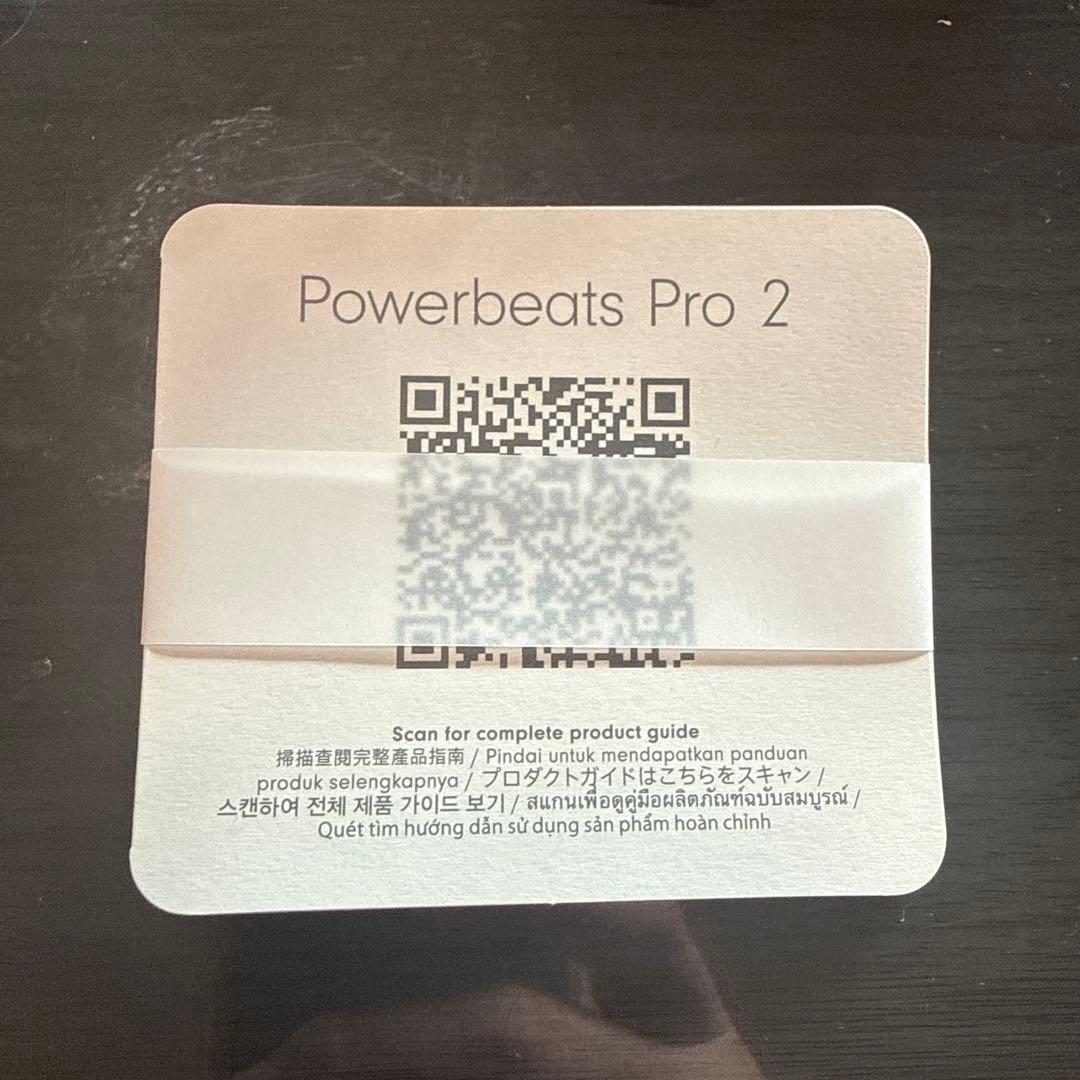 Powerbeats Pro 2
Scan for complete product guide
掃描查閱完整產品指南 / Pindai untuk mendapatkan panduan
produk selengkapnya / プロダクトガイドはこちらをスキャン /
스캔하여 전체 제품 가이드 보기 / สแกนเพื่อดูคู่มือผลิตภัณฑ์ฉบับสมบูรณ์ /
Quét tìm hướng dẫn sử dụng sản phẩm hoàn chỉnh